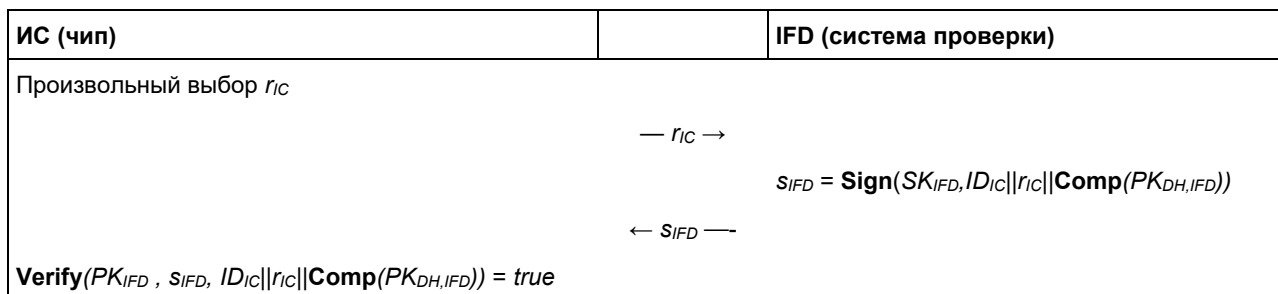 ИС (чип) IFD (система проверки)
Произвольный выбор rIC
— rIC →
sIFD = Sign(SKIFD,IDIC||rIC||Comp(PKDH,IFD))
← sIFD —-
Verify(PKIFD , sIFD, IDIC||rIC||Comp(PKDH,IFD)) = true